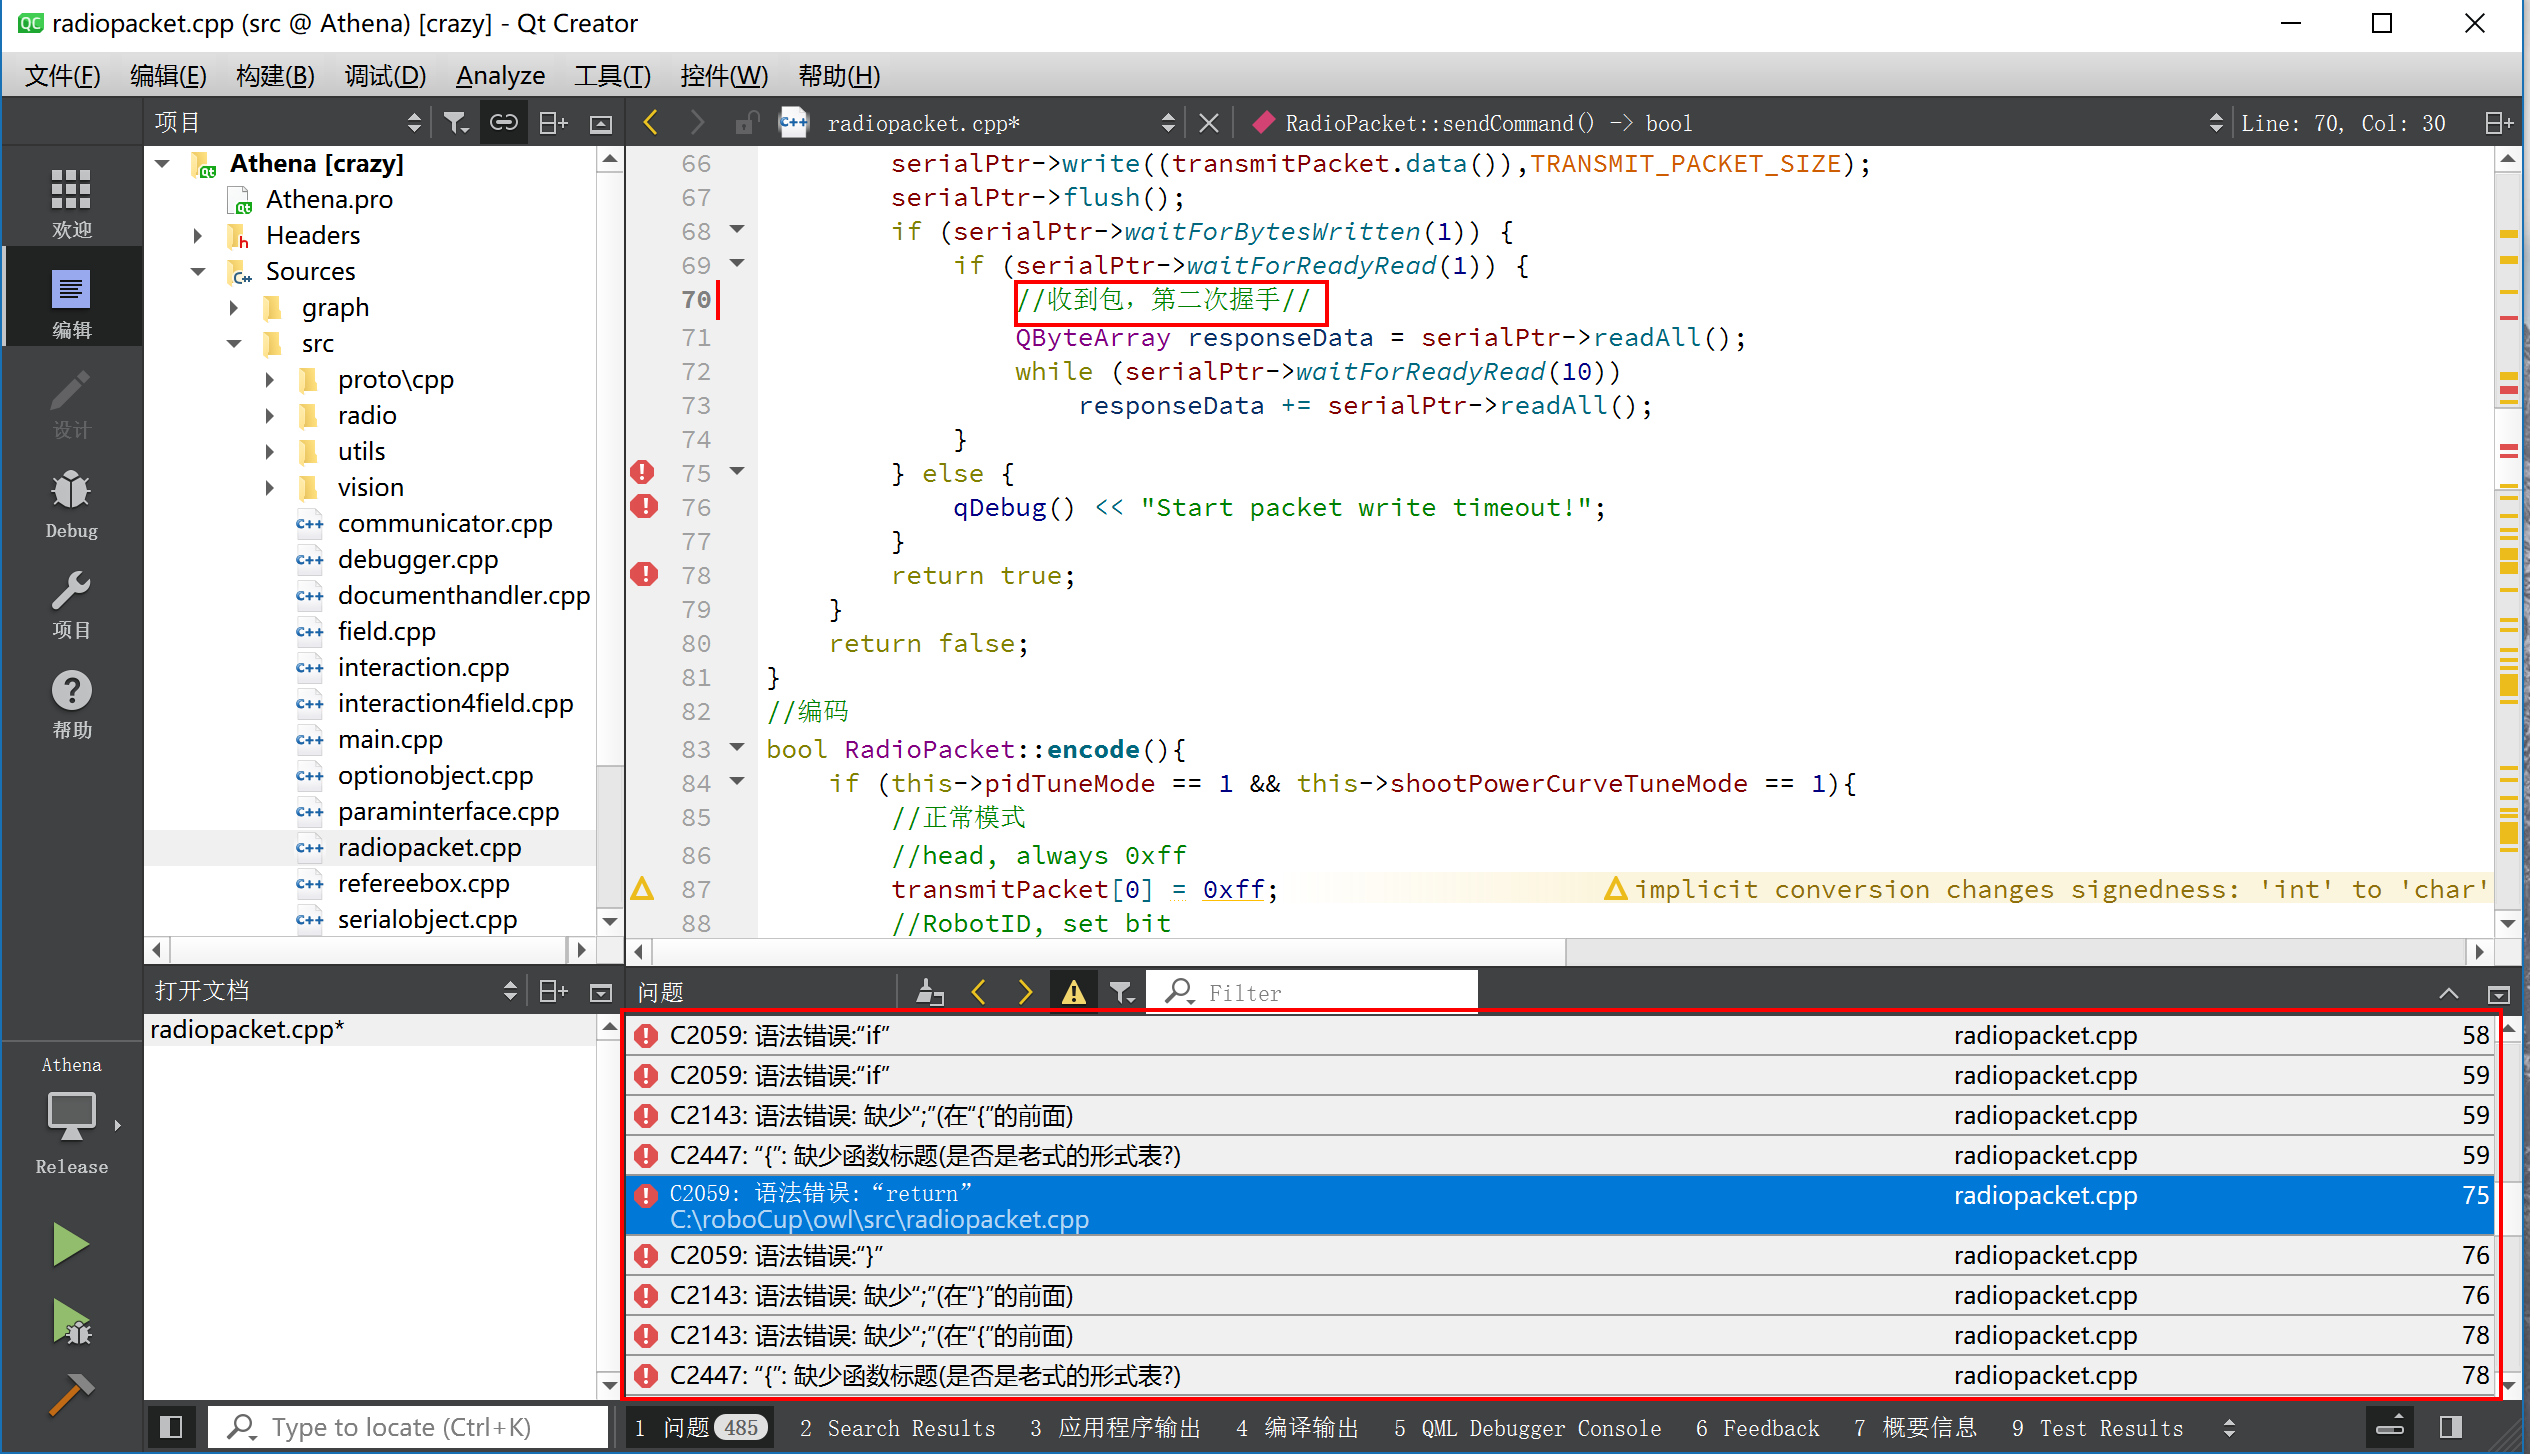 radiopacket.cpp (src @ Athena) [crazy] - Qt Creator
文件(F) 编辑(E) 构建(B) 调试(D) Analyze 工具(T) 控件(W) 帮助(H)
项目
radiopacket.cpp*
RadioPacket::sendCommand() -> bool
Line: 70, Col: 30
欢迎
编辑
设计
Debug
项目
帮助
Athena
Release
Athena [crazy]
Athena.pro
Headers
Sources
graph
src
proto\cpp
radio
utils
vision
communicator.cpp
debugger.cpp
documenthandler.cpp
field.cpp
interaction.cpp
interaction4field.cpp
main.cpp
optionobject.cpp
paraminterface.cpp
radiopacket.cpp
refereebox.cpp
serialobject.cpp
66 serialPtr->write((transmitPacket.data()),TRANSMIT_PACKET_SIZE);
67 serialPtr->flush();
68 if (serialPtr->waitForBytesWritten(1)) {
69 if (serialPtr->waitForReadyRead(1)) {
70 //收到包，第二次握手//
71 QByteArray responseData = serialPtr->readAll();
72 while (serialPtr->waitForReadyRead(10))
73 responseData += serialPtr->readAll();
74 }
75 } else {
76 qDebug() << "Start packet write timeout!";
77 }
78 return true;
79 }
80 return false;
81 }
82 //编码
83 bool RadioPacket::encode(){
84 if (this->pidTuneMode == 1 && this->shootPowerCurveTuneMode == 1){
85 //正常模式
86 //head, always 0xff
87 transmitPacket[0] = 0xff; implicit conversion changes signedness: 'int' to 'char'
88 //RobotID, set bit
打开文档
radiopacket.cpp*
问题
Filter
C2059: 语法错误:“if” radiopacket.cpp 58
C2059: 语法错误:“if” radiopacket.cpp 59
C2143: 语法错误: 缺少“;”(在“{”的前面) radiopacket.cpp 59
C2447: “{”: 缺少函数标题(是否是老式的形式表?) radiopacket.cpp 59
C2059: 语法错误:“return” radiopacket.cpp 75
C:\roboCup\owl\src\radiopacket.cpp
C2059: 语法错误:“}” radiopacket.cpp 76
C2143: 语法错误: 缺少“;”(在“}”的前面) radiopacket.cpp 76
C2143: 语法错误: 缺少“;”(在“{”的前面) radiopacket.cpp 78
C2447: “{”: 缺少函数标题(是否是老式的形式表?) radiopacket.cpp 78
Type to locate (Ctrl+K)
1 问题 485 2 Search Results 3 应用程序输出 4 编译输出 5 QML Debugger Console 6 Feedback 7 概要信息 9 Test Results